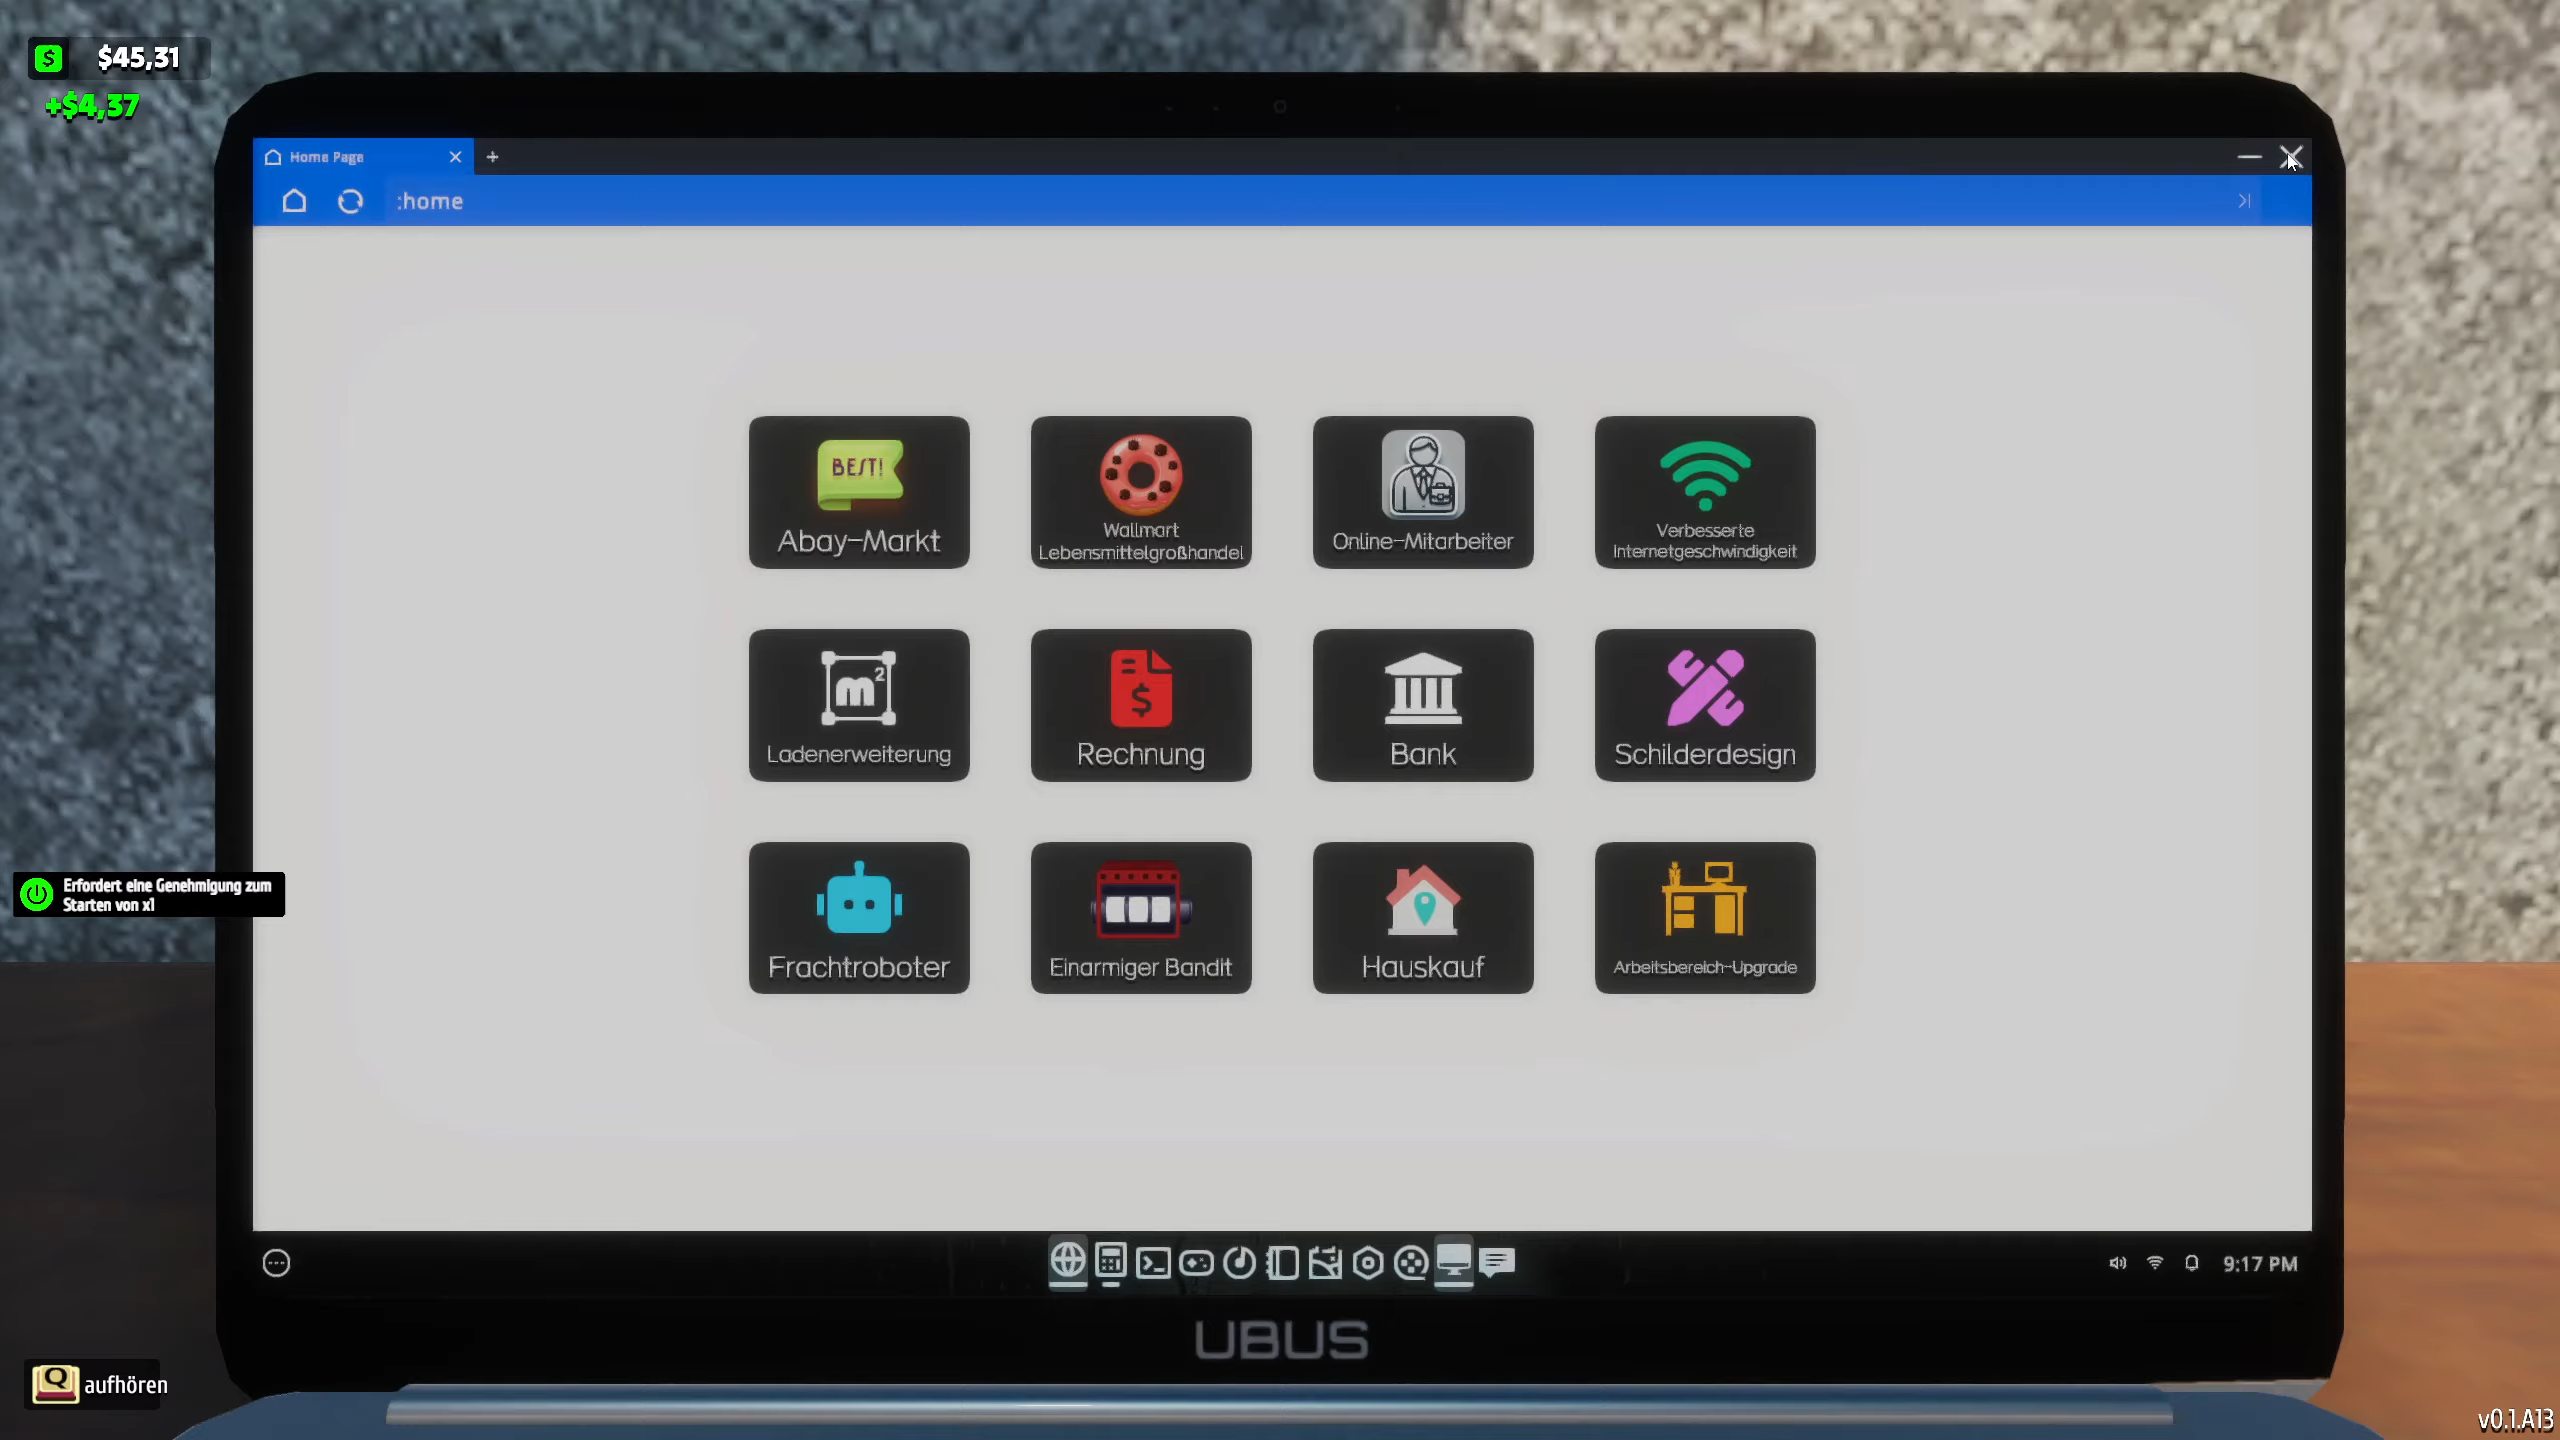 $45,31
+$4,37
Home Page
:home
BEST!
Abay-Markt
Wallmart
Lebensmittelgroßhandel
Online-Mitarbeiter
Verbesserte
Internetgeschwindigkeit
m²
Ladenerweiterung
Rechnung
Bank
Schilderdesign
Frachtroboter
Einarmiger Bandit
Hauskauf
Arbeitsbereich-Upgrade
Erfordert eine Genehmigung zum
Starten von x1
9:17 PM
UBUS
Q aufhören
v0.1.A13